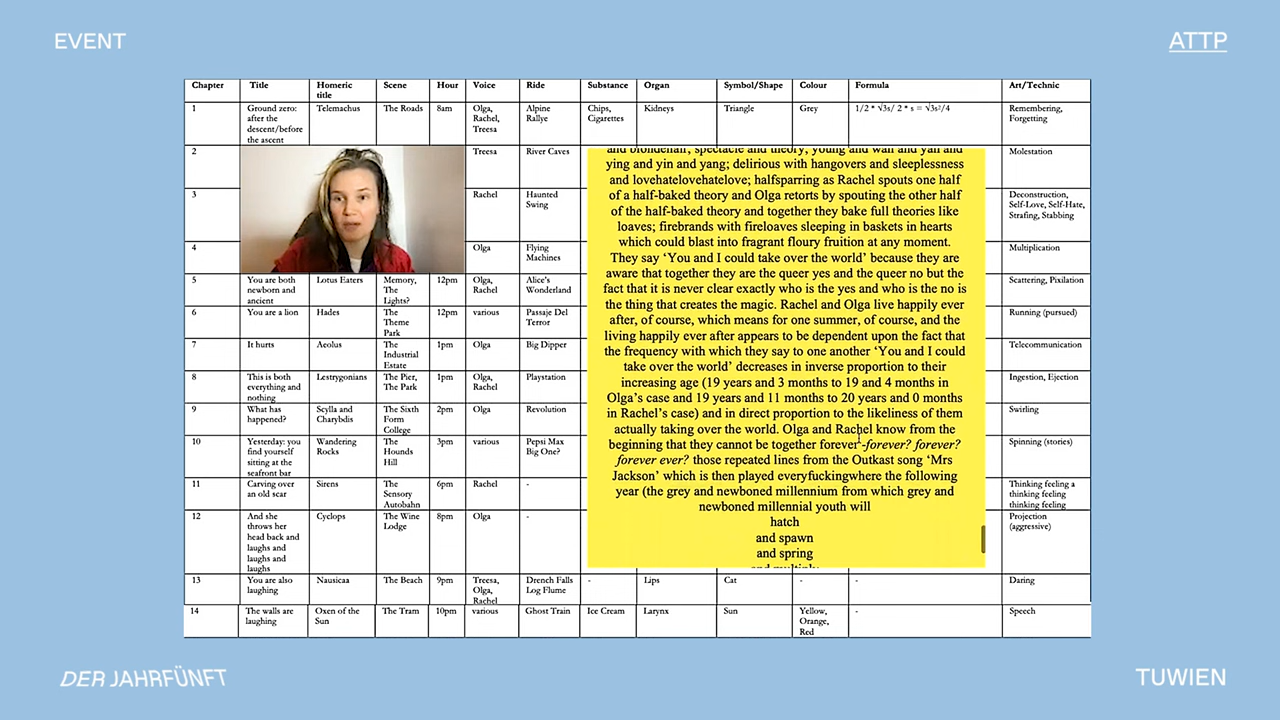 EVENT
ATTP
Chapter Title Homeric title Scene Hour Voice Ride Substance Organ Symbol/Shape Colour Formula Art/Technic
1 Ground zero: after the descent/before the ascent Telemachus The Roads 8am Olga, Rachel, Treesa Alpine Rallye Chips, Cigarettes Kidneys Triangle Grey 1/2 * √3s/ 2 * s = √3s²/4 Remembering, Forgetting
2 Treesa River Caves Molestation
3 Rachel Haunted Swing Deconstruction, Self-Love, Self-Hate, Strafing, Stabbing
4 Olga Flying Machines Multiplication
5 You are both newborn and ancient Lotus Eaters Memory, The Lights? 12pm Olga, Rachel Alice's Wonderland Scattering, Pixilation
6 You are a lion Hades The Theme Park 12pm various Passaje Del Terror Running (pursued)
7 It hurts Aeolus The Industrial Estate 1pm Olga Big Dipper Telecommunication
8 This is both everything and nothing Lestrygonians The Pier, The Park 1pm Olga, Rachel Playstation Ingestion, Ejection
9 What has happened? Scylla and Charybdis The Sixth Form College 2pm Olga Revolution Swirling
10 Yesterday: you find yourself sitting at the seafront bar Wandering Rocks The Hounds Hill 3pm various Pepsi Max Big One? Spinning (stories)
11 Carving over an old scar Sirens The Sensory Autobahn 6pm Rachel - Thinking feeling a thinking feeling thinking feeling
12 And she throws her head back and laughs and laughs and laughs Cyclops The Wine Lodge 8pm Olga - Projection (aggressive)
13 You are also laughing Nausicaa The Beach 9pm Treesa, Olga, Rachel Drench Falls Log Flume - Lips Cat - - Daring
14 The walls are laughing Oxen of the Sun The Tram 10pm various Ghost Train Ice Cream Larynx Sun Yellow, Orange, Red - Speech
and blondehair, spectacle and theory, young and wan and yan and
ying and yin and yang; delirious with hangovers and sleeplessness
and lovehatelovehatelove; halfsparring as Rachel spouts one half
of a half-baked theory and Olga retorts by spouting the other half
of the half-baked theory and together they bake full theories like
loaves; firebrands with fireloaves sleeping in baskets in hearts
which could blast into fragrant floury fruition at any moment.
They say ‘You and I could take over the world’ because they are
aware that together they are the queer yes and the queer no but the
fact that it is never clear exactly who is the yes and who is the no is
the thing that creates the magic. Rachel and Olga live happily ever
after, of course, which means for one summer, of course, and the
living happily ever after appears to be dependent upon the fact that
the frequency with which they say to one another ‘You and I could
take over the world’ decreases in inverse proportion to their
increasing age (19 years and 3 months to 19 and 4 months in
Olga’s case and 19 years and 11 months to 20 years and 0 months
in Rachel’s case) and in direct proportion to the likeliness of them
actually taking over the world. Olga and Rachel know from the
beginning that they cannot be together forever -forever? forever?
forever ever? those repeated lines from the Outkast song ‘Mrs
Jackson’ which is then played everyfuckingwhere the following
year (the grey and newboned millennium from which grey and
newboned millennial youth will
hatch
and spawn
and spring
and multiply
DER JAHRFÜNFT
TUWIEN